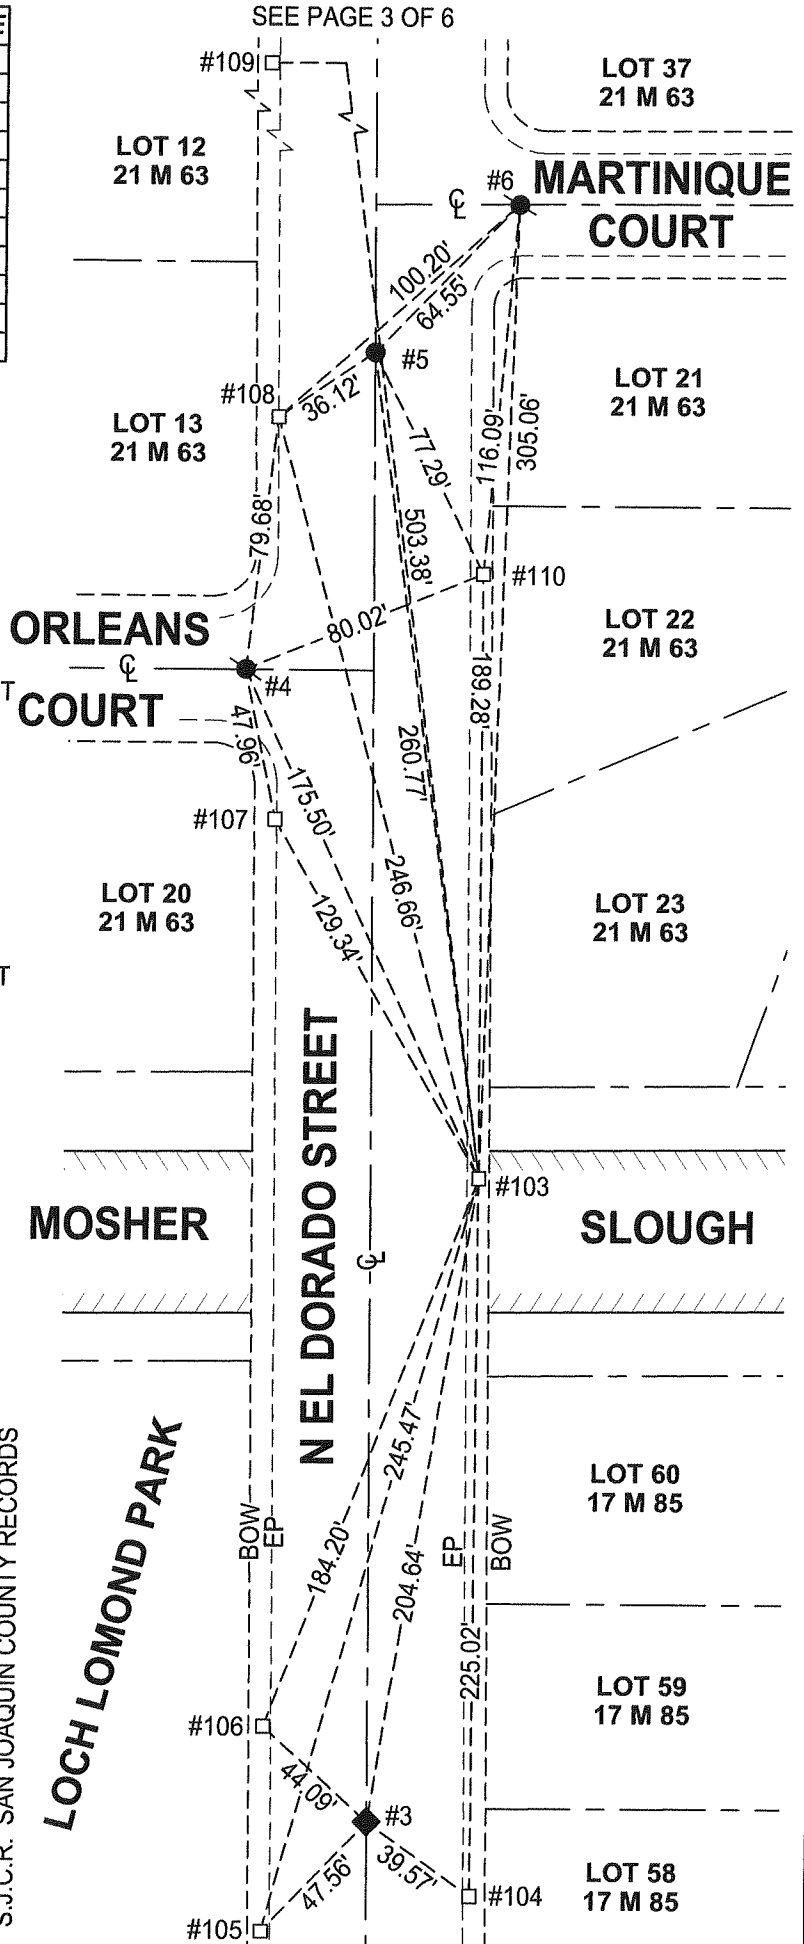 SEE PAGE 3 OF 6
E
#109
LOT 37
21 M 63
LOT 12
21 M 63
#6
MARTINIQUE
COURT
℄
100.20'
64.55'
#5
#108
36.12'
LOT 13
21 M 63
LOT 21
21 M 63
77.29'
116.09'
305.06'
79.68'
503.38'
#110
ORLEANS
COURT
℄
80.02'
LOT 22
21 M 63
#4
T
47.96'
189.28'
175.50'
260.77'
#107
246.66'
129.34'
LOT 20
21 M 63
LOT 23
21 M 63
T
N EL DORADO STREET
#103
MOSHER
SLOUGH
℄
LOCH LOMOND PARK
S.J.C.R. SAN JOAQUIN COUNTY RECORDS
245.47'
184.20'
204.64'
BOW
EP
EP
BOW
LOT 60
17 M 85
225.02'
LOT 59
17 M 85
#106
44.09'
#3
47.56'
39.57'
#104
LOT 58
17 M 85
#105